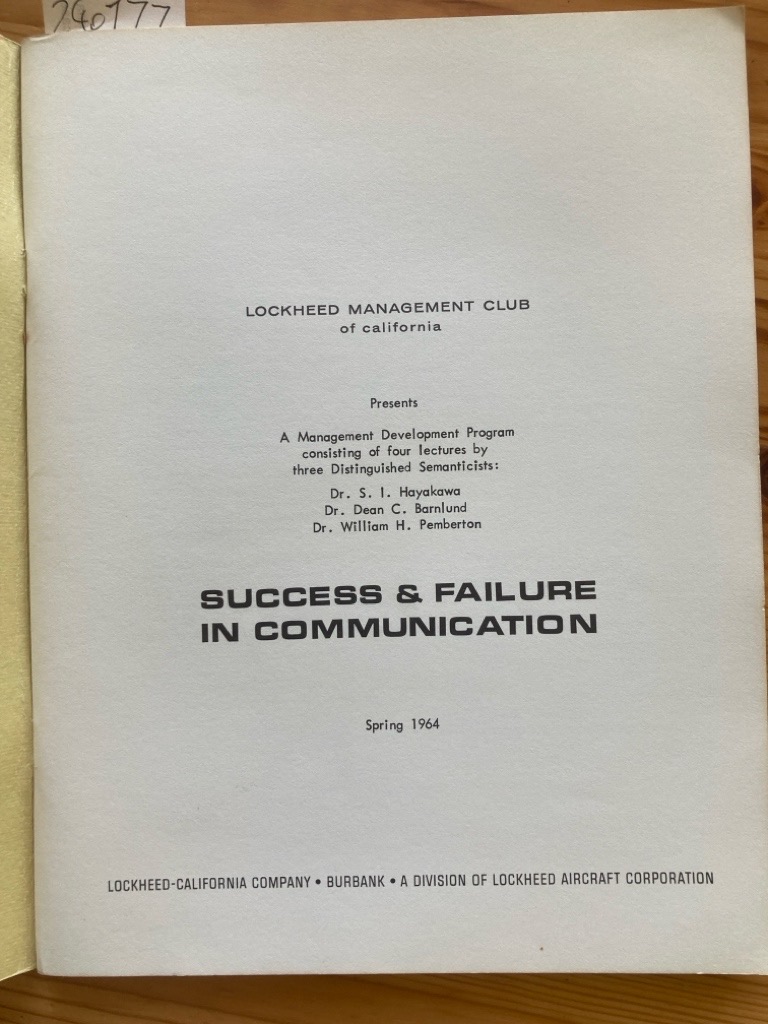 240177
LOCKHEED MANAGEMENT CLUB
of california
Presents
A Management Development Program
consisting of four lectures by
three Distinguished Semanticists:
Dr. S. I. Hayakawa
Dr. Dean C. Barnlund
Dr. William H. Pemberton
SUCCESS & FAILURE
IN COMMUNICATION
Spring 1964
LOCKHEED-CALIFORNIA COMPANY • BURBANK • A DIVISION OF LOCKHEED AIRCRAFT CORPORATION